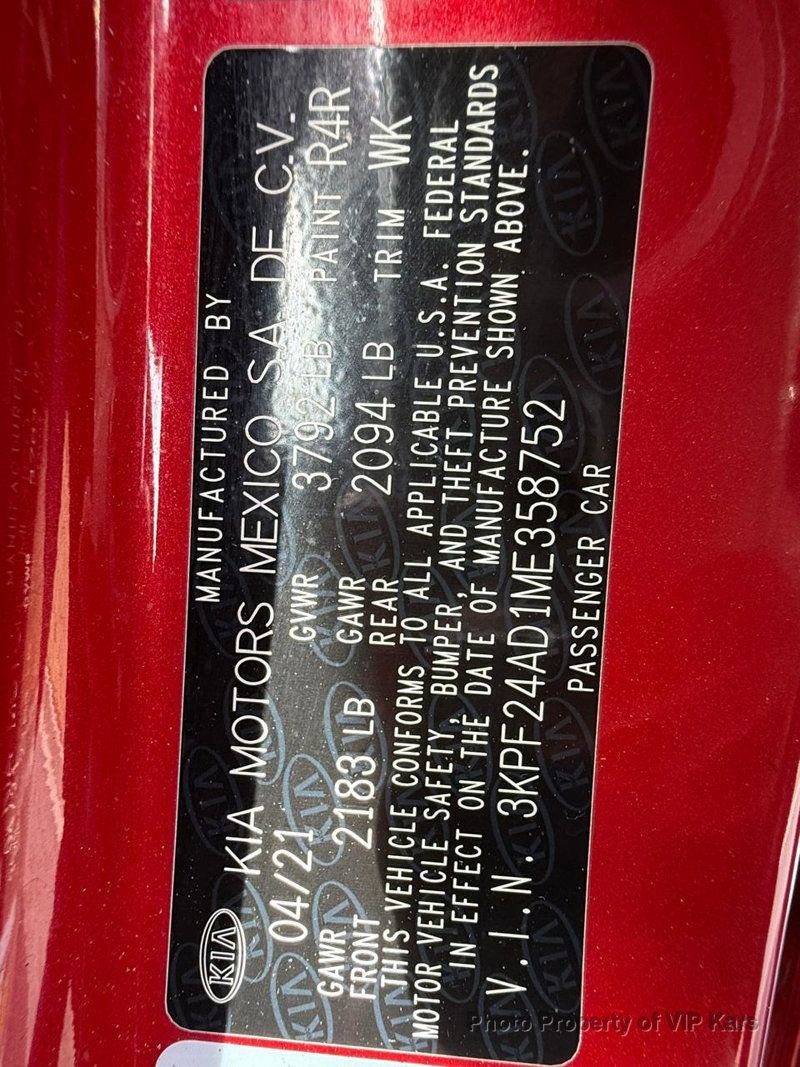 MANUFACTURED BY
KIA KIA MOTORS MEXICO S.A. DE C.V.
04/21 GVWR 3792 LB PAINT R4R
GAWR FRONT 2183 LB GAWR REAR 2094 LB TRIM WK
THIS VEHICLE CONFORMS TO ALL APPLICABLE U.S.A. FEDERAL
MOTOR VEHICLE SAFETY, BUMPER, AND THEFT PREVENTION STANDARDS
IN EFFECT ON THE DATE OF MANUFACTURE SHOWN ABOVE.
V.I.N. 3KPF24AD1ME358752
PASSENGER CAR
Photo Property of VIP Kars